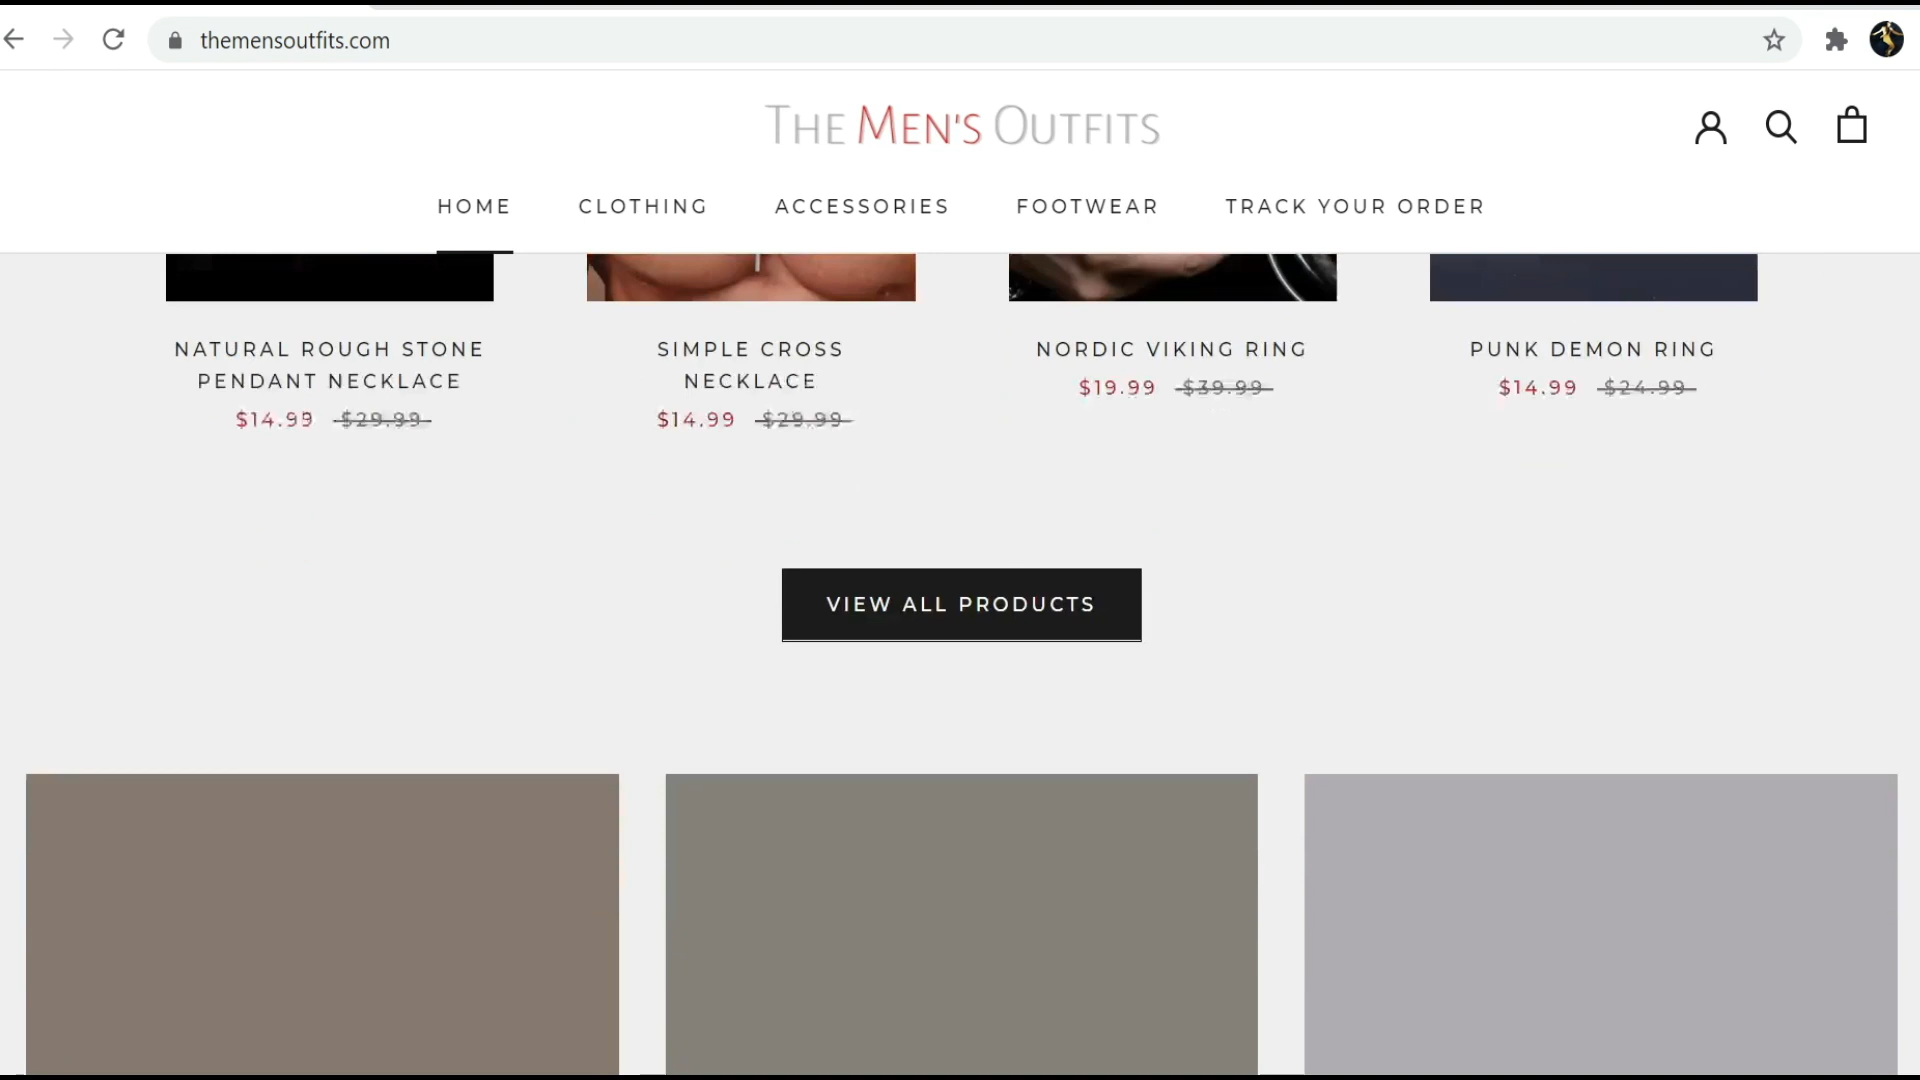 themensoutfits.com
The Men's Outfits
HOME CLOTHING ACCESSORIES FOOTWEAR TRACK YOUR ORDER
NATURAL ROUGH STONE
PENDANT NECKLACE
$14.99 $29.99
SIMPLE CROSS
NECKLACE
$14.99 $29.99
NORDIC VIKING RING
$19.99 $39.99
PUNK DEMON RING
$14.99 $24.99
VIEW ALL PRODUCTS